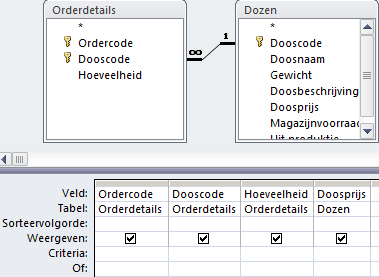 Orderdetails
*
Ordercode
Dooscode
Hoeveelheid
∞ 1
Dozen
*
Dooscode
Doosnaam
Gewicht
Doosbeschrijving
Doosprijs
Magazijnvoorraad
Uit produktie
Veld: Ordercode Dooscode Hoeveelheid Doosprijs
Tabel: Orderdetails Orderdetails Orderdetails Dozen
Sorteervolgorde:
Weergeven:
Criteria:
Of: